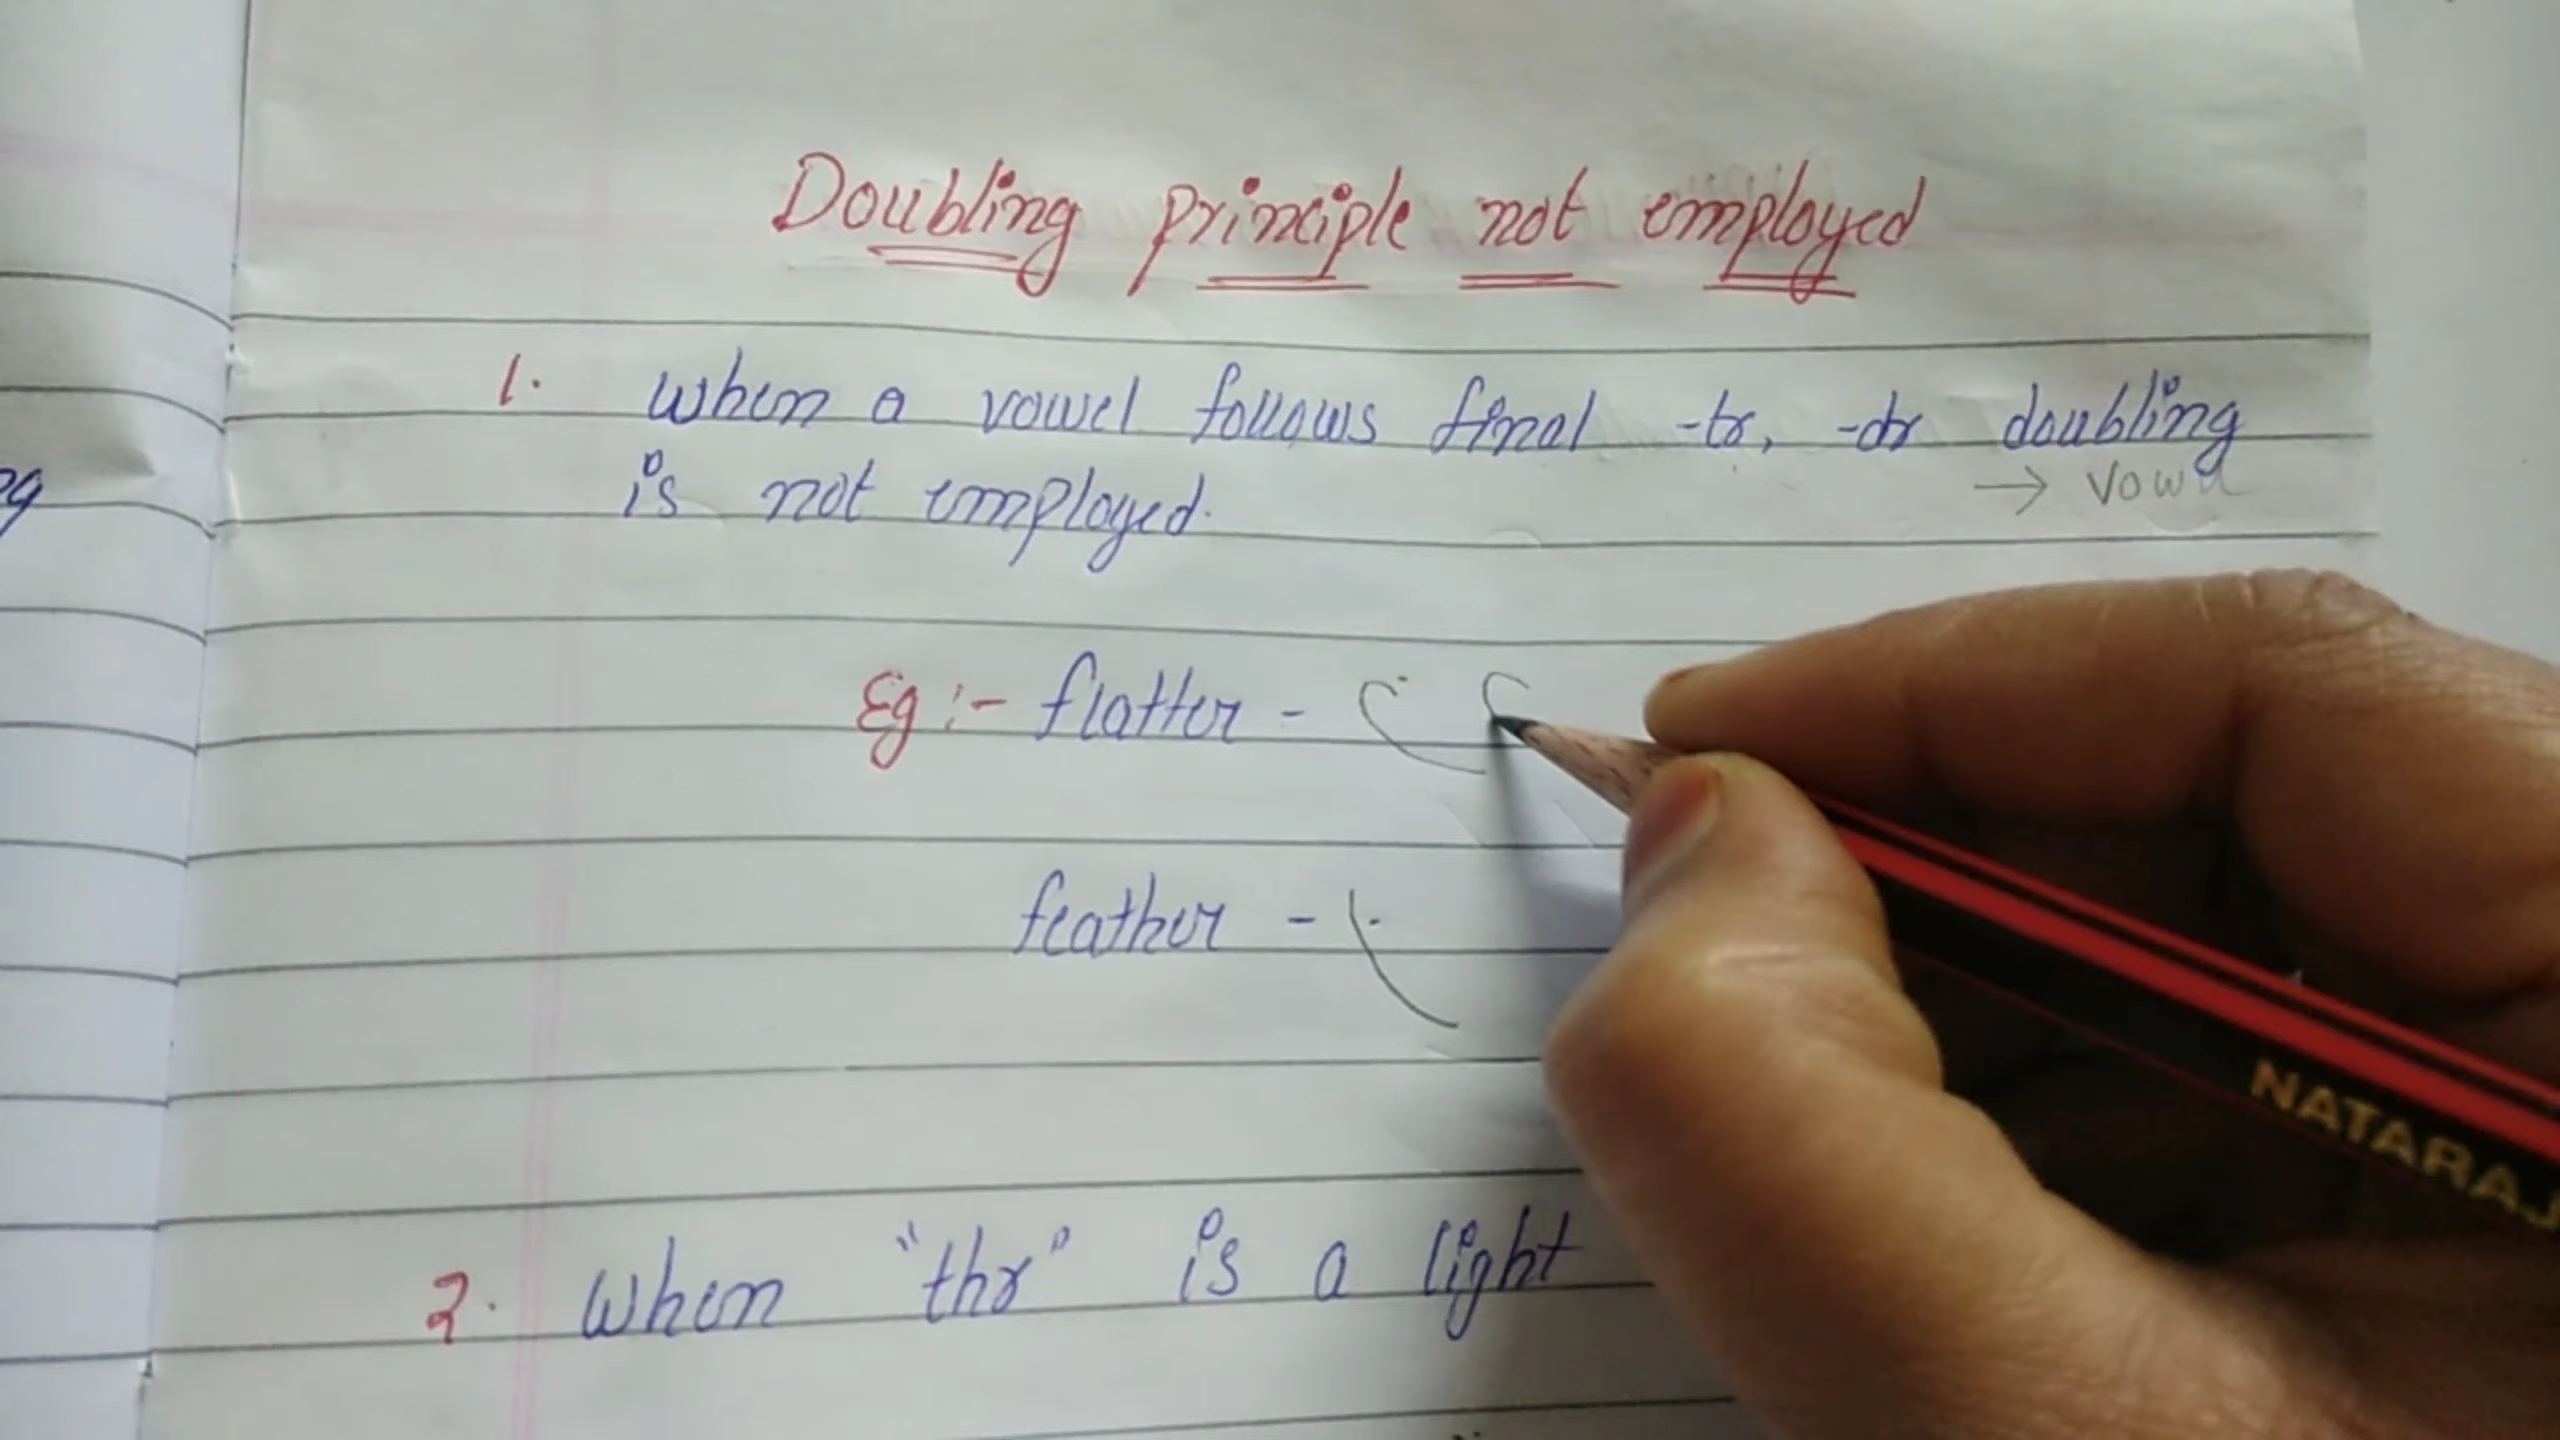 Doubling principle not employed
1. When a vowel follows final -tr, -dr doubling
is not employed.
→ Vowel
Eg :- flatter -
feather -
2. When "thr" is a light
NATARAJ